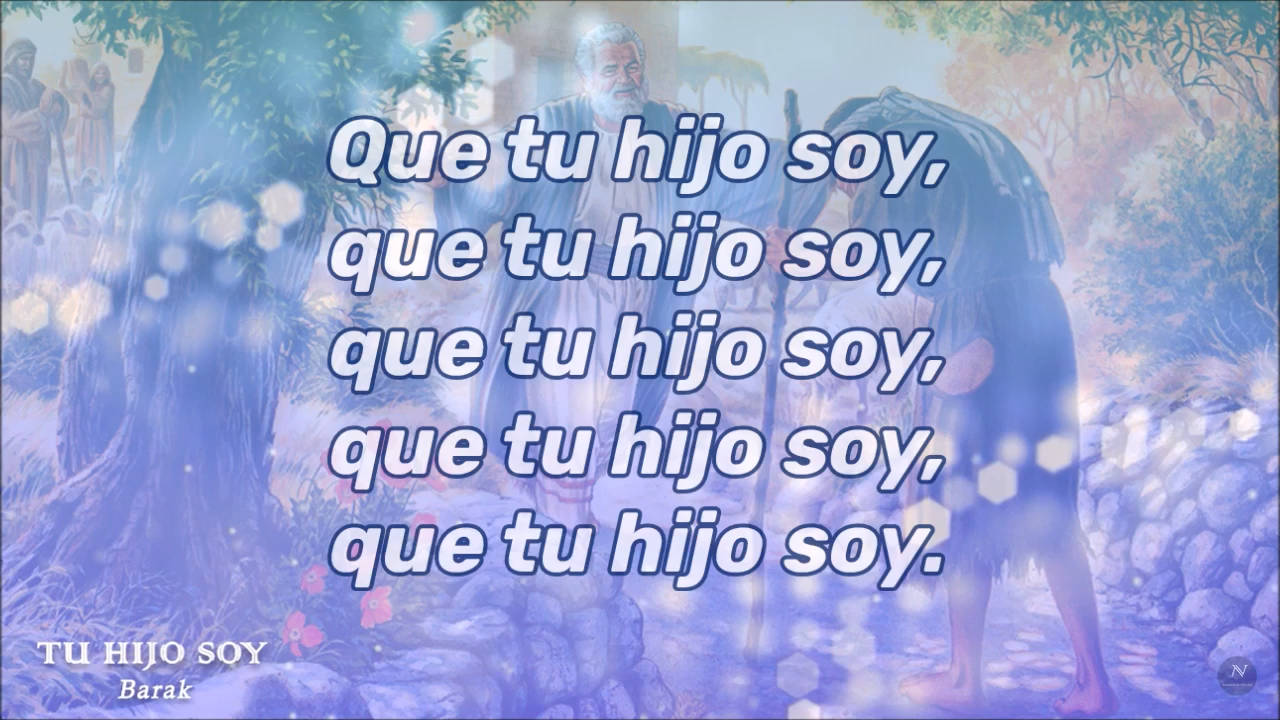 Que tu hijo soy,
que tu hijo soy,
que tu hijo soy,
que tu hijo soy,
que tu hijo soy.
TU HIJO SOY
Barak
N